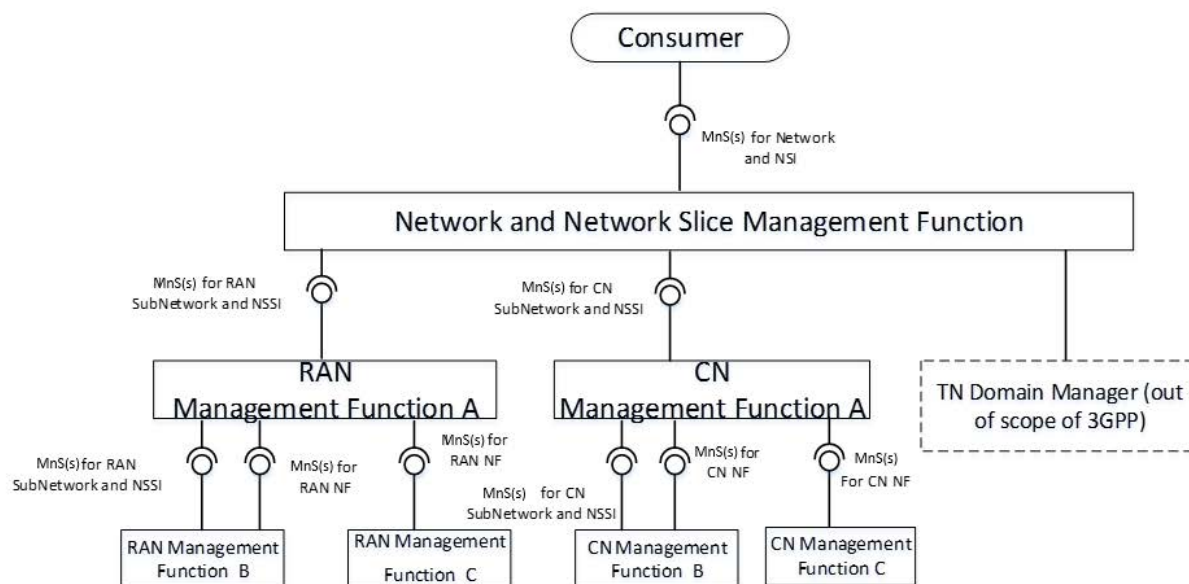 Consumer
MnS(s) for Network
and NSI
Network and Network Slice Management Function
MnS(s) for RAN
SubNetwork and NSSI
MnS(s) for CN
SubNetwork and NSSI
RAN
Management Function A
CN
Management Function A
TN Domain Manager (out
of scope of 3GPP)
MnS(s)for RAN
SubNetwork and NSSI
MnS(s) for
RAN NF
MnS(s) for
RAN NF
MnS(s) for CN
SubNetwork and NSSI
MnS(s) for
CN NF
MnS(s)
For CN NF
RAN Management
Function B
RAN Management
Function C
CN Management
Function B
CN Management
Function C